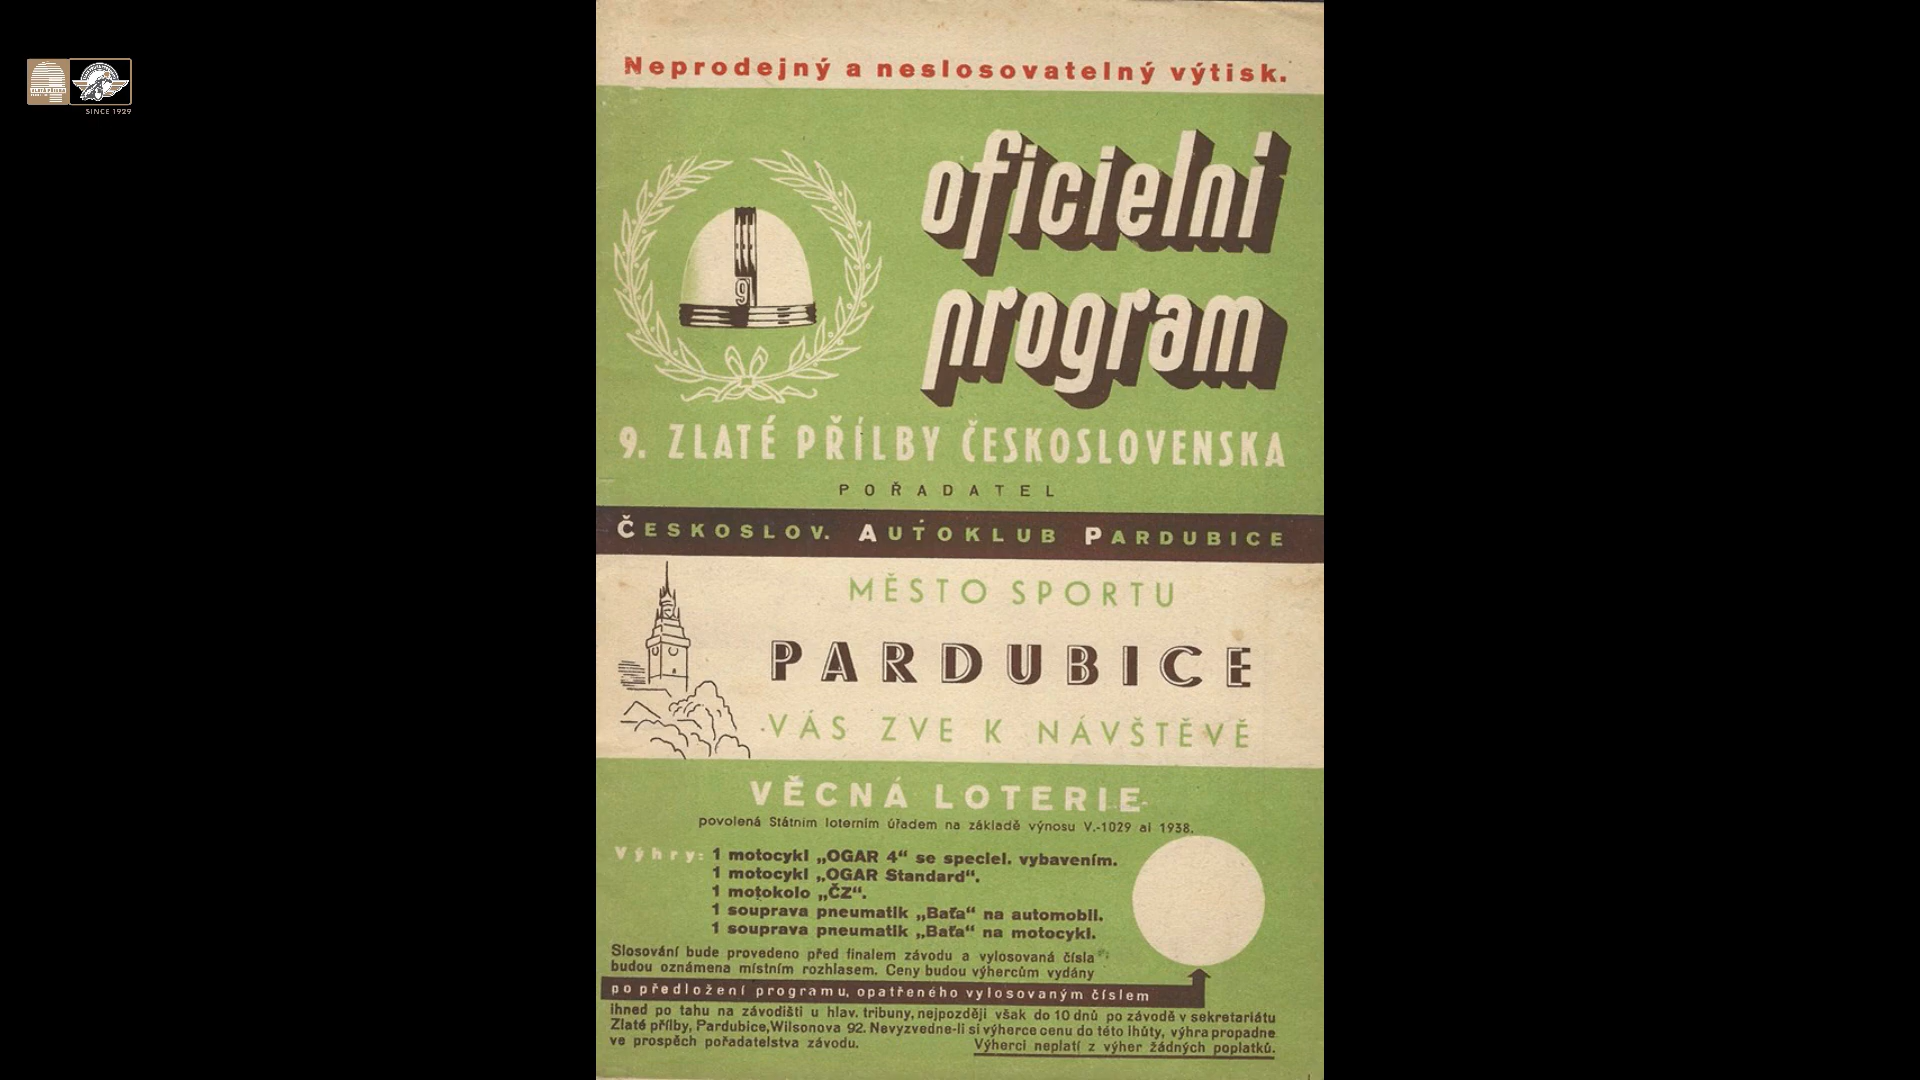 ZLATÁ PŘILBA
SINCE 1929
Neprodejný a neslosovatelný výtisk.
oficielni
program
9
9. ZLATÉ PŘÍLBY ČESKOSLOVENSKA
POŘADATEL
ČESKOSLOV. AUTOKLUB PARDUBICE
MĚSTO SPORTU
PARDUBICE
VÁS ZVE K NÁVŠTĚVĚ
VĚCNÁ LOTERIE
povolená Státním loterním úřadem na základě výnosu V.-1029 ai 1938.
Výhry: 1 motocykl „OGAR 4“ se speciel. vybavením.
1 motocykl „OGAR Standard“.
1 motokolo „ČZ“.
1 souprava pneumatik „Baťa“ na automobil.
1 souprava pneumatik „Baťa“ na motocykl.
Slosování bude provedeno před finalem závodu a vylosovaná čísla
budou oznámena místním rozhlasem. Ceny budou výhercům vydány
po předložení programu, opatřeného vylosovaným číslem
ihned po tahu na závodišti u hlav. tribuny, nejpozději však do 10 dnů po závodě v sekretariátu
Zlaté přílby, Pardubice, Wilsonova 92. Nevyzvedne-li si výherce cenu do této lhůty, výhra propadne
ve prospěch pořadatelstva závodu. Výherci neplatí z výher žádných poplatků.